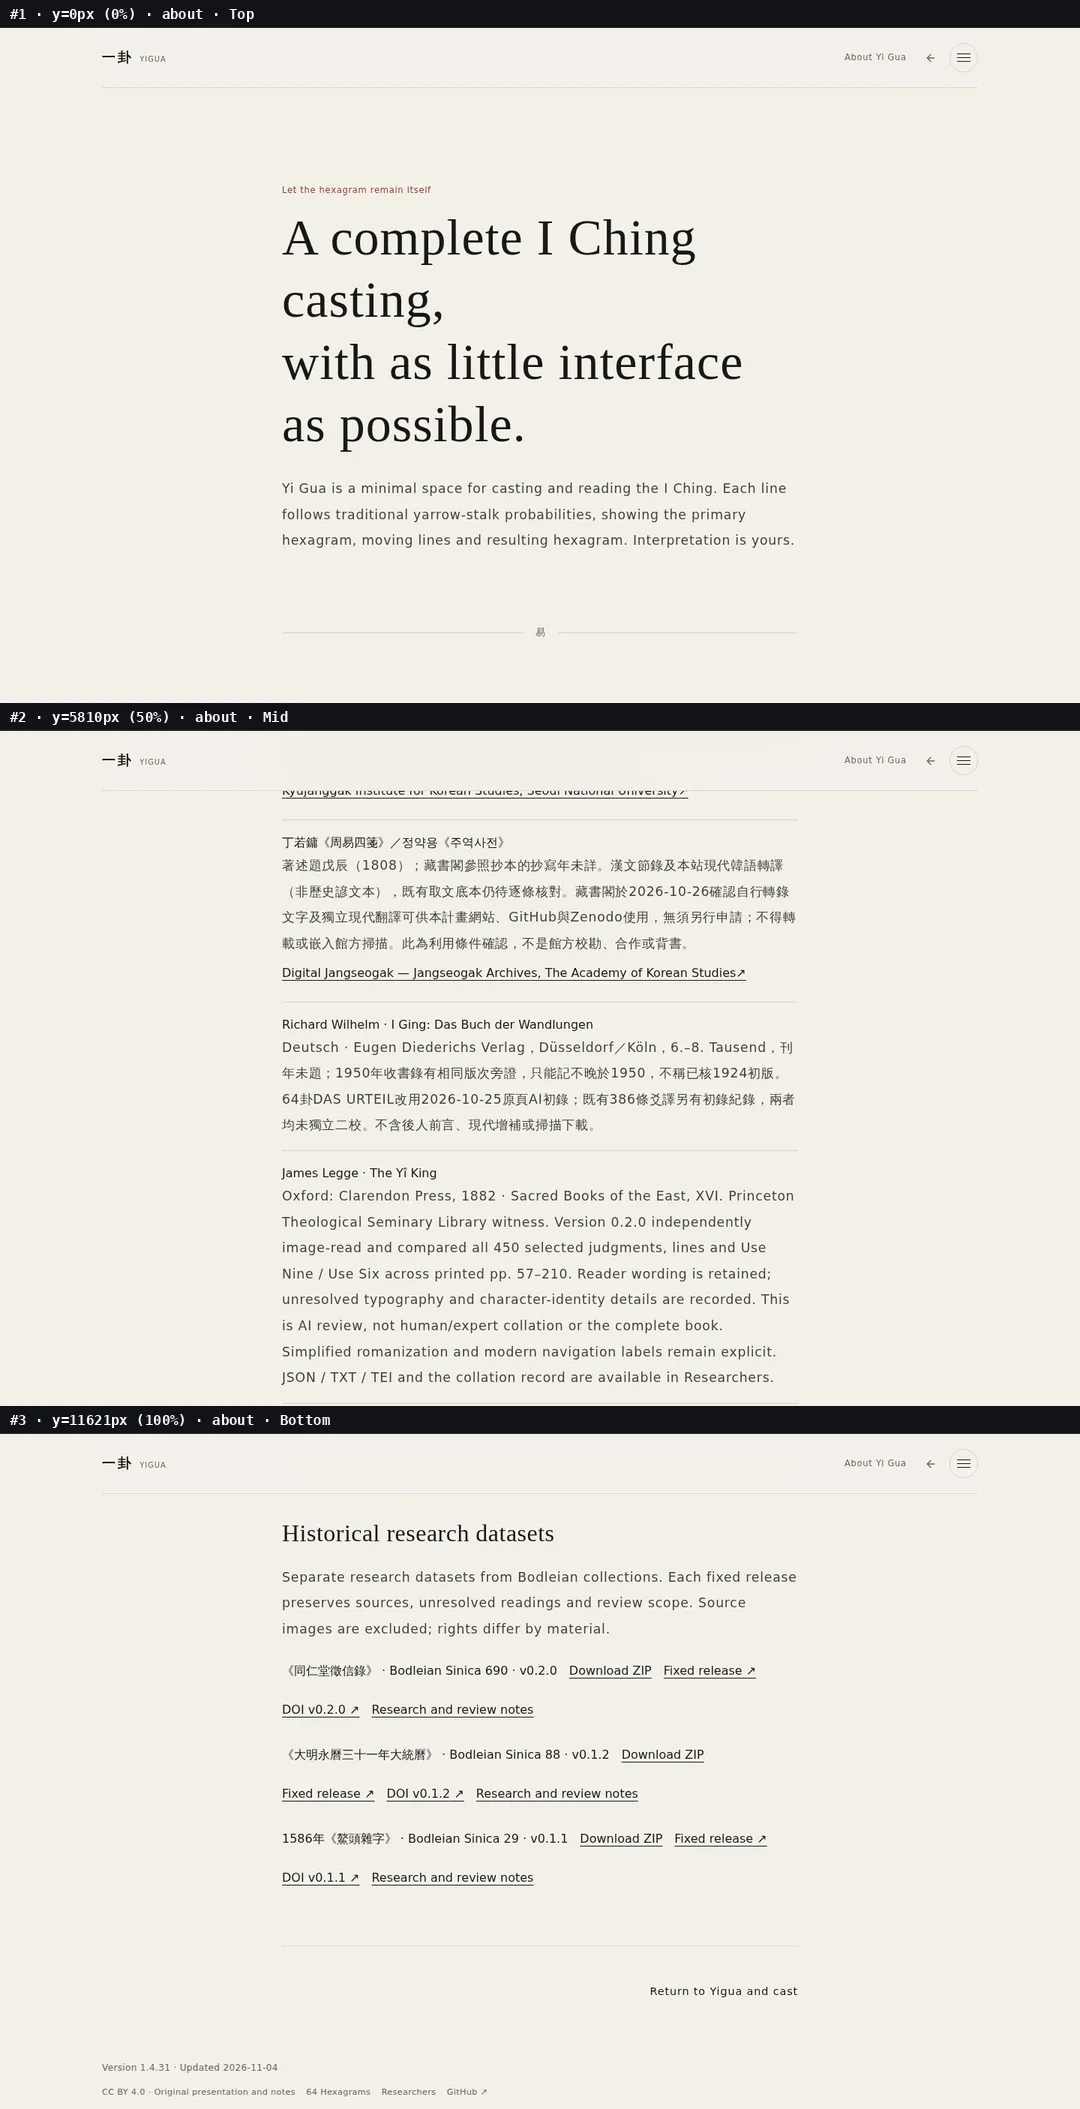 #1 · y=0px (0%) · about · Top
一卦 YIGUA
About Yi Gua ← 
Let the hexagram remain itself
A complete I Ching
casting,
with as little interface
as possible.
Yi Gua is a minimal space for casting and reading the I Ching. Each line
follows traditional yarrow-stalk probabilities, showing the primary
hexagram, moving lines and resulting hexagram. Interpretation is yours.
易
#2 · y=5810px (50%) · about · Mid
一卦 YIGUA
About Yi Gua ←
Kyujanggak Institute for Korean Studies, Seoul National University↗
丁若鏞《周易四箋》／정약용《주역사전》
著述題戊辰（1808）；藏書閣參照抄本的抄寫年未詳。漢文節錄及本站現代韓語轉譯
（非歷史諺文本），既有取文底本仍待逐條核對。藏書閣於2026-10-26確認自行轉錄
文字及獨立現代翻譯可供本計畫網站、GitHub與Zenodo使用，無須另行申請；不得轉
載或嵌入館方掃描。此為利用條件確認，不是館方校勘、合作或背書。
Digital Jangseogak — Jangseogak Archives, The Academy of Korean Studies↗
Richard Wilhelm · I Ging: Das Buch der Wandlungen
Deutsch · Eugen Diederichs Verlag，Düsseldorf／Köln，6.–8. Tausend，刊
年未題；1950年收書錄有相同版次旁證，只能記不晚於1950，不稱已核1924初版。
64卦DAS URTEIL改用2026-10-25原頁AI初錄；既有386條爻譯另有初錄紀錄，兩者
均未獨立二校。不含後人前言、現代增補或掃描下載。
James Legge · The Yî King
Oxford: Clarendon Press, 1882 · Sacred Books of the East, XVI. Princeton
Theological Seminary Library witness. Version 0.2.0 independently
image-read and compared all 450 selected judgments, lines and Use
Nine / Use Six across printed pp. 57–210. Reader wording is retained;
unresolved typography and character-identity details are recorded. This
is AI review, not human/expert collation or the complete book.
Simplified romanization and modern navigation labels remain explicit.
JSON / TXT / TEI and the collation record are available in Researchers.
#3 · y=11621px (100%) · about · Bottom
一卦 YIGUA
About Yi Gua ←
Historical research datasets
Separate research datasets from Bodleian collections. Each fixed release
preserves sources, unresolved readings and review scope. Source
images are excluded; rights differ by material.
《同仁堂徵信錄》 · Bodleian Sinica 690 · v0.2.0 Download ZIP Fixed release ↗
DOI v0.2.0 ↗ Research and review notes
《大明永曆三十一年大統曆》 · Bodleian Sinica 88 · v0.1.2 Download ZIP
Fixed release ↗ DOI v0.1.2 ↗ Research and review notes
1586年《鰲頭雜字》 · Bodleian Sinica 29 · v0.1.1 Download ZIP Fixed release ↗
DOI v0.1.1 ↗ Research and review notes
Return to Yigua and cast
Version 1.4.31 · Updated 2026-11-04
CC BY 4.0 · Original presentation and notes 64 Hexagrams Researchers GitHub ↗